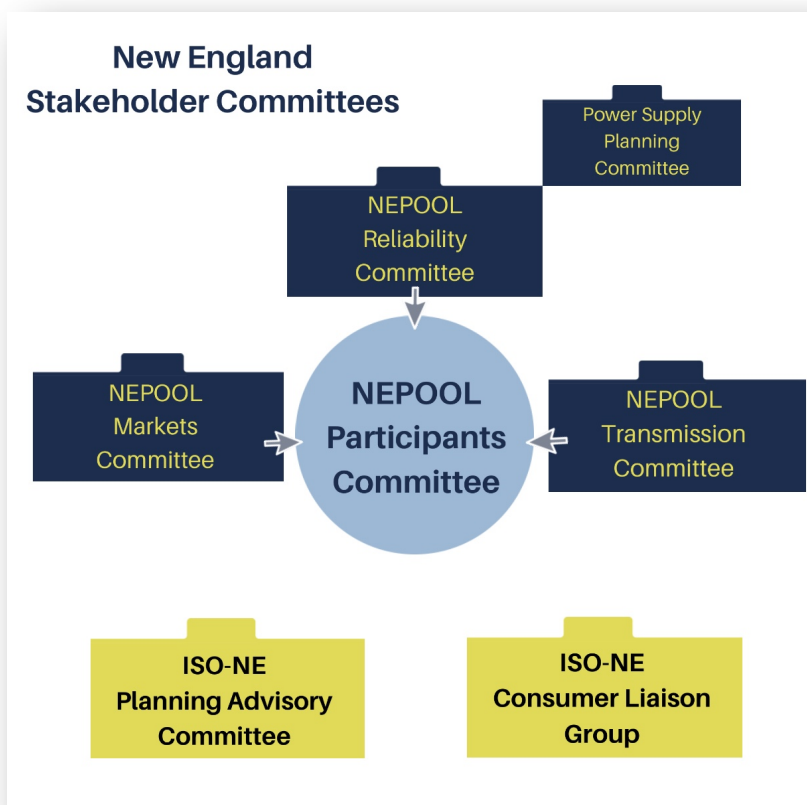 New England
Stakeholder Committees
Power Supply
Planning
Committee
NEPOOL
Reliability
Committee
NEPOOL
Markets
Committee
NEPOOL
Participants
Committee
NEPOOL
Transmission
Committee
ISO-NE
Planning Advisory
Committee
ISO-NE
Consumer Liaison
Group